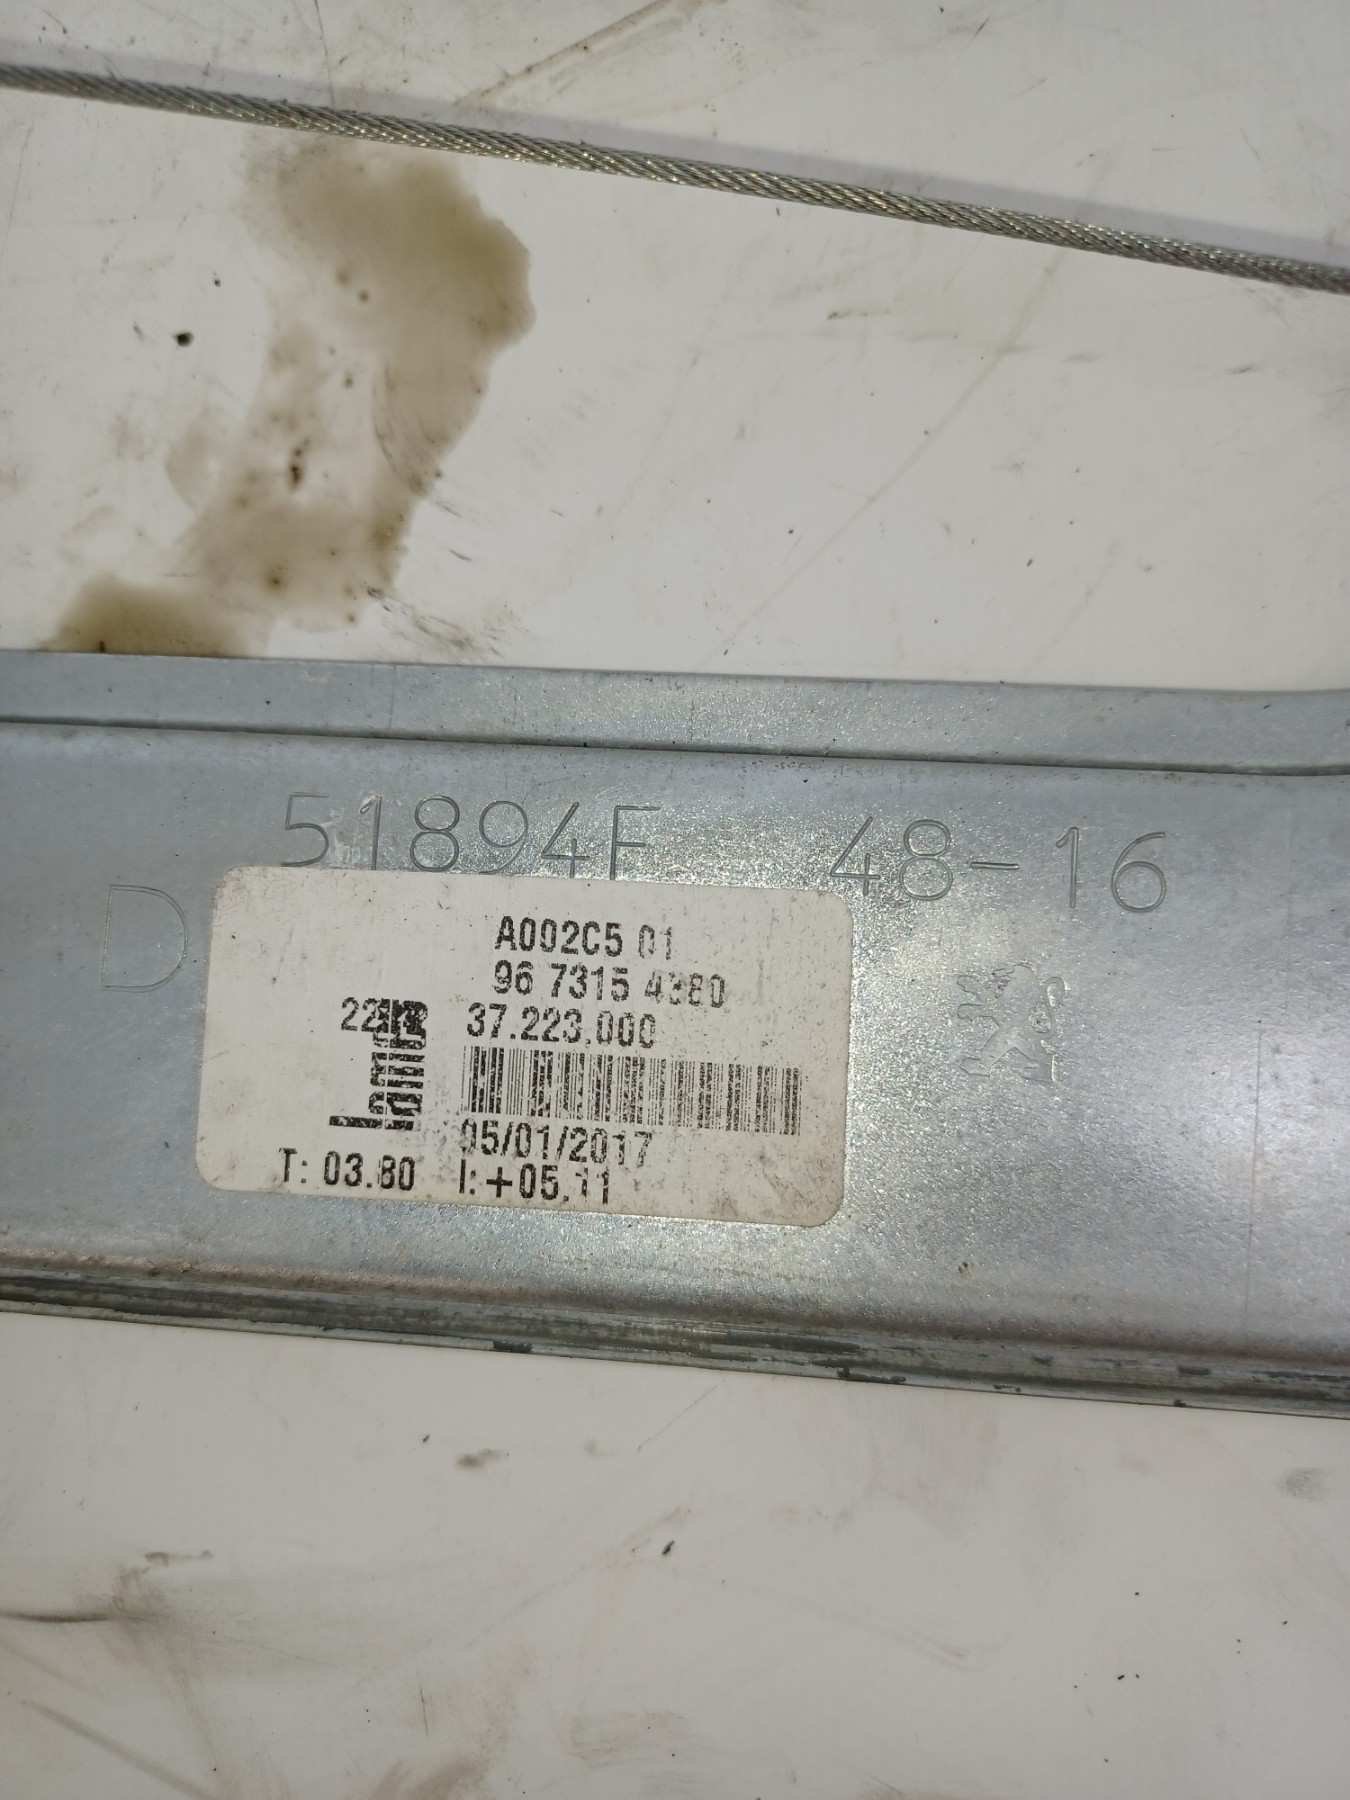 51894F 48-16
D
A002C5 01
96 7315 4380
37.223.000
05/01/2017
T: 03.80 I: +05.11